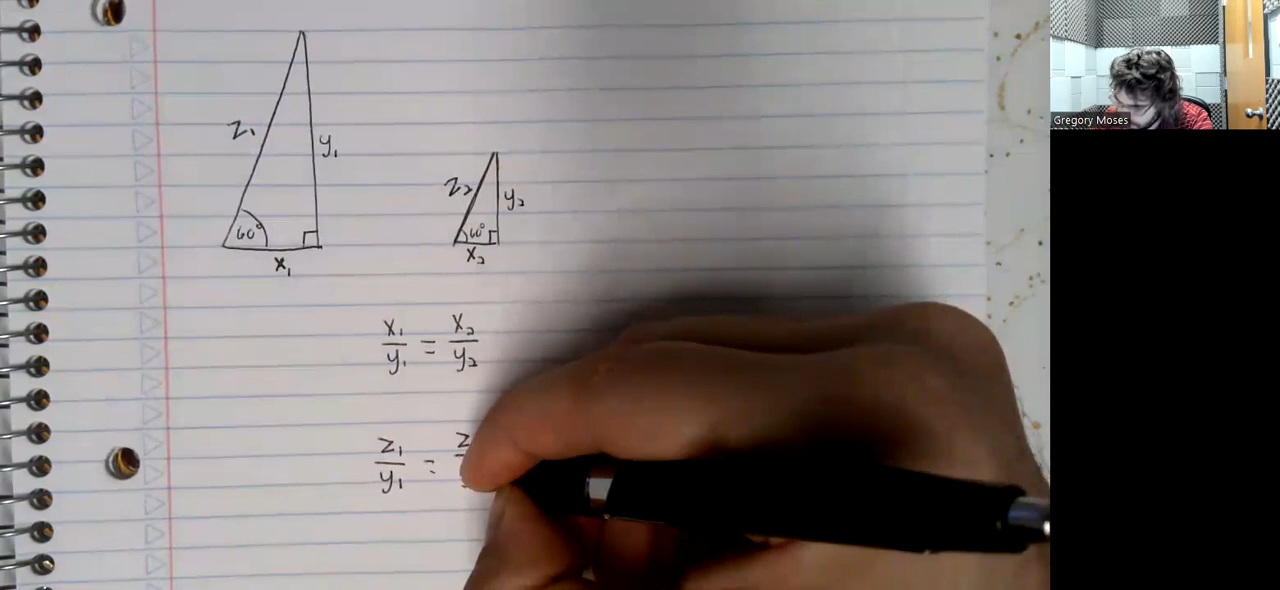 z₁
y₁
60°
x₁
z₂
y₂
60°
x₂
x₁/y₁ = x₂/y₂
z₁/y₁ = z
Gregory Moses